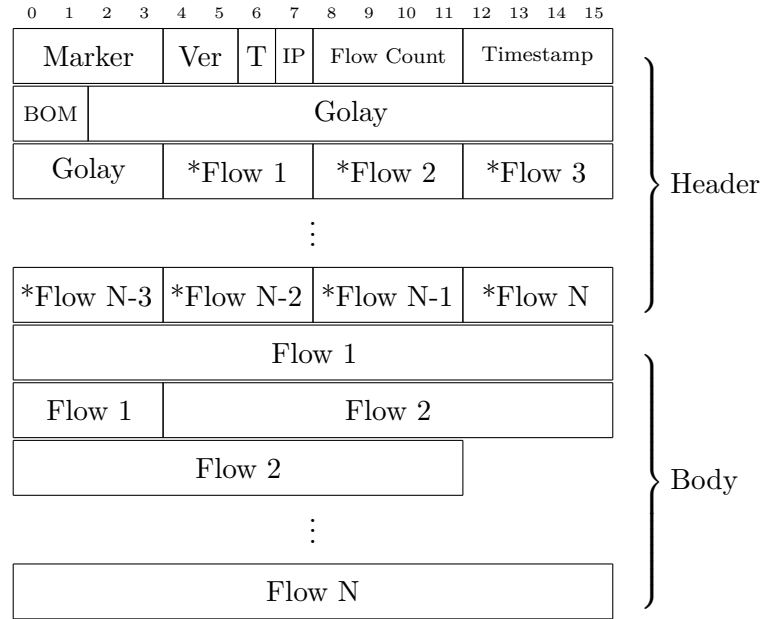 0 1 2 3 4 5 6 7 8 9 10 11 12 13 14 15
Marker Ver T IP Flow Count Timestamp
BOM Golay
Golay *Flow 1 *Flow 2 *Flow 3
Header
⋮
*Flow N-3 *Flow N-2 *Flow N-1 *Flow N
Flow 1
Flow 1 Flow 2
Flow 2
Body
⋮
Flow N